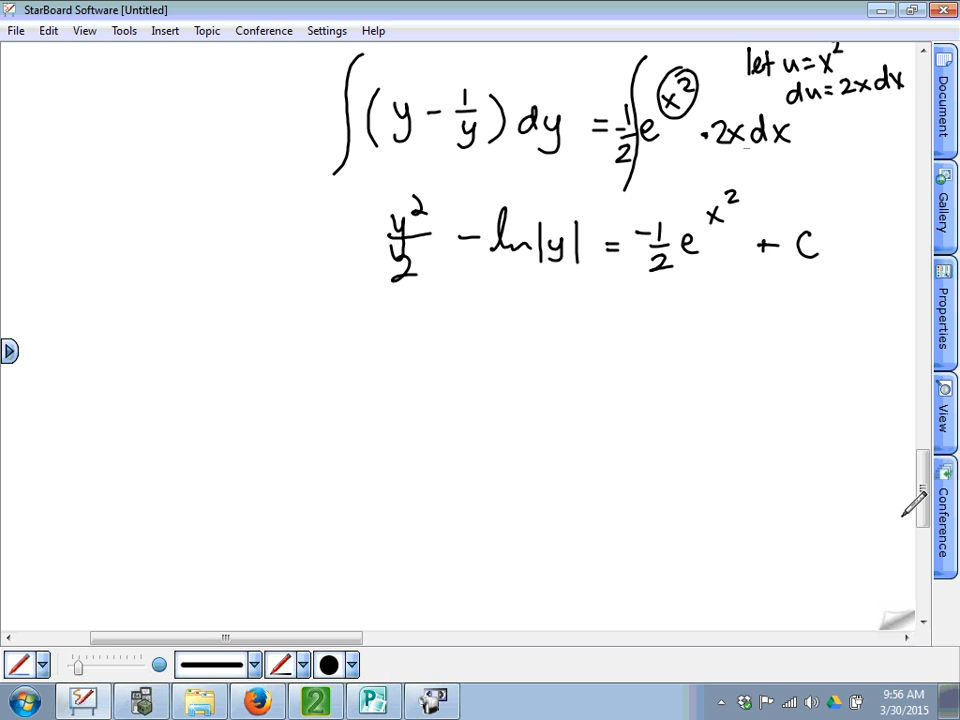 StarBoard Software [Untitled]
File Edit View Tools Insert Topic Conference Settings Help
let u = x²
du = 2x dx
∫ (y - 1/y) dy = -1/2 ∫ e^x² · 2x dx
y²/2 - ln|y| = -1/2 e^x² + C
Document
Gallery
Properties
View
Conference
9:56 AM
3/30/2015